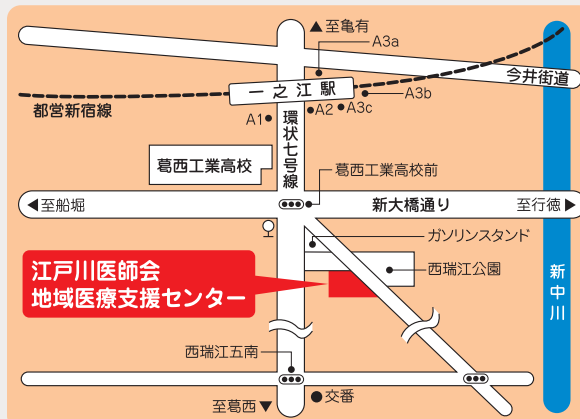 ▲至亀有
A3a
今井街道
一之江駅
A3b
都営新宿線
A1
A2
A3c
環状七号線
葛西工業高校
葛西工業高校前
◀至船堀
新大橋通り
至行徳▶
ガソリンスタンド
西瑞江公園
江戸川医師会
地域医療支援センター
新中川
西瑞江五南
至葛西▼
交番